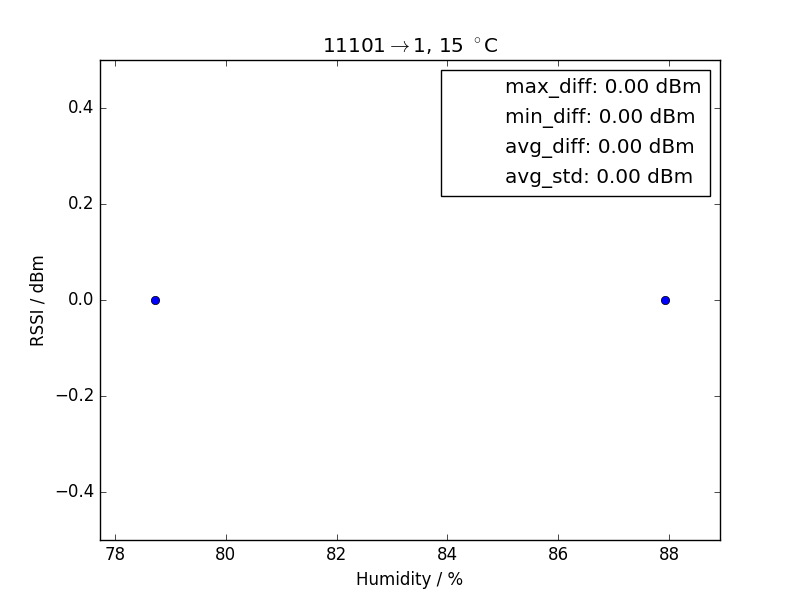 11101→1, 15 °C
max_diff: 0.00 dBm
min_diff: 0.00 dBm
avg_diff: 0.00 dBm
avg_std: 0.00 dBm
RSSI / dBm
0.4
0.2
0.0
−0.2
−0.4
78 80 82 84 86 88
Humidity / %